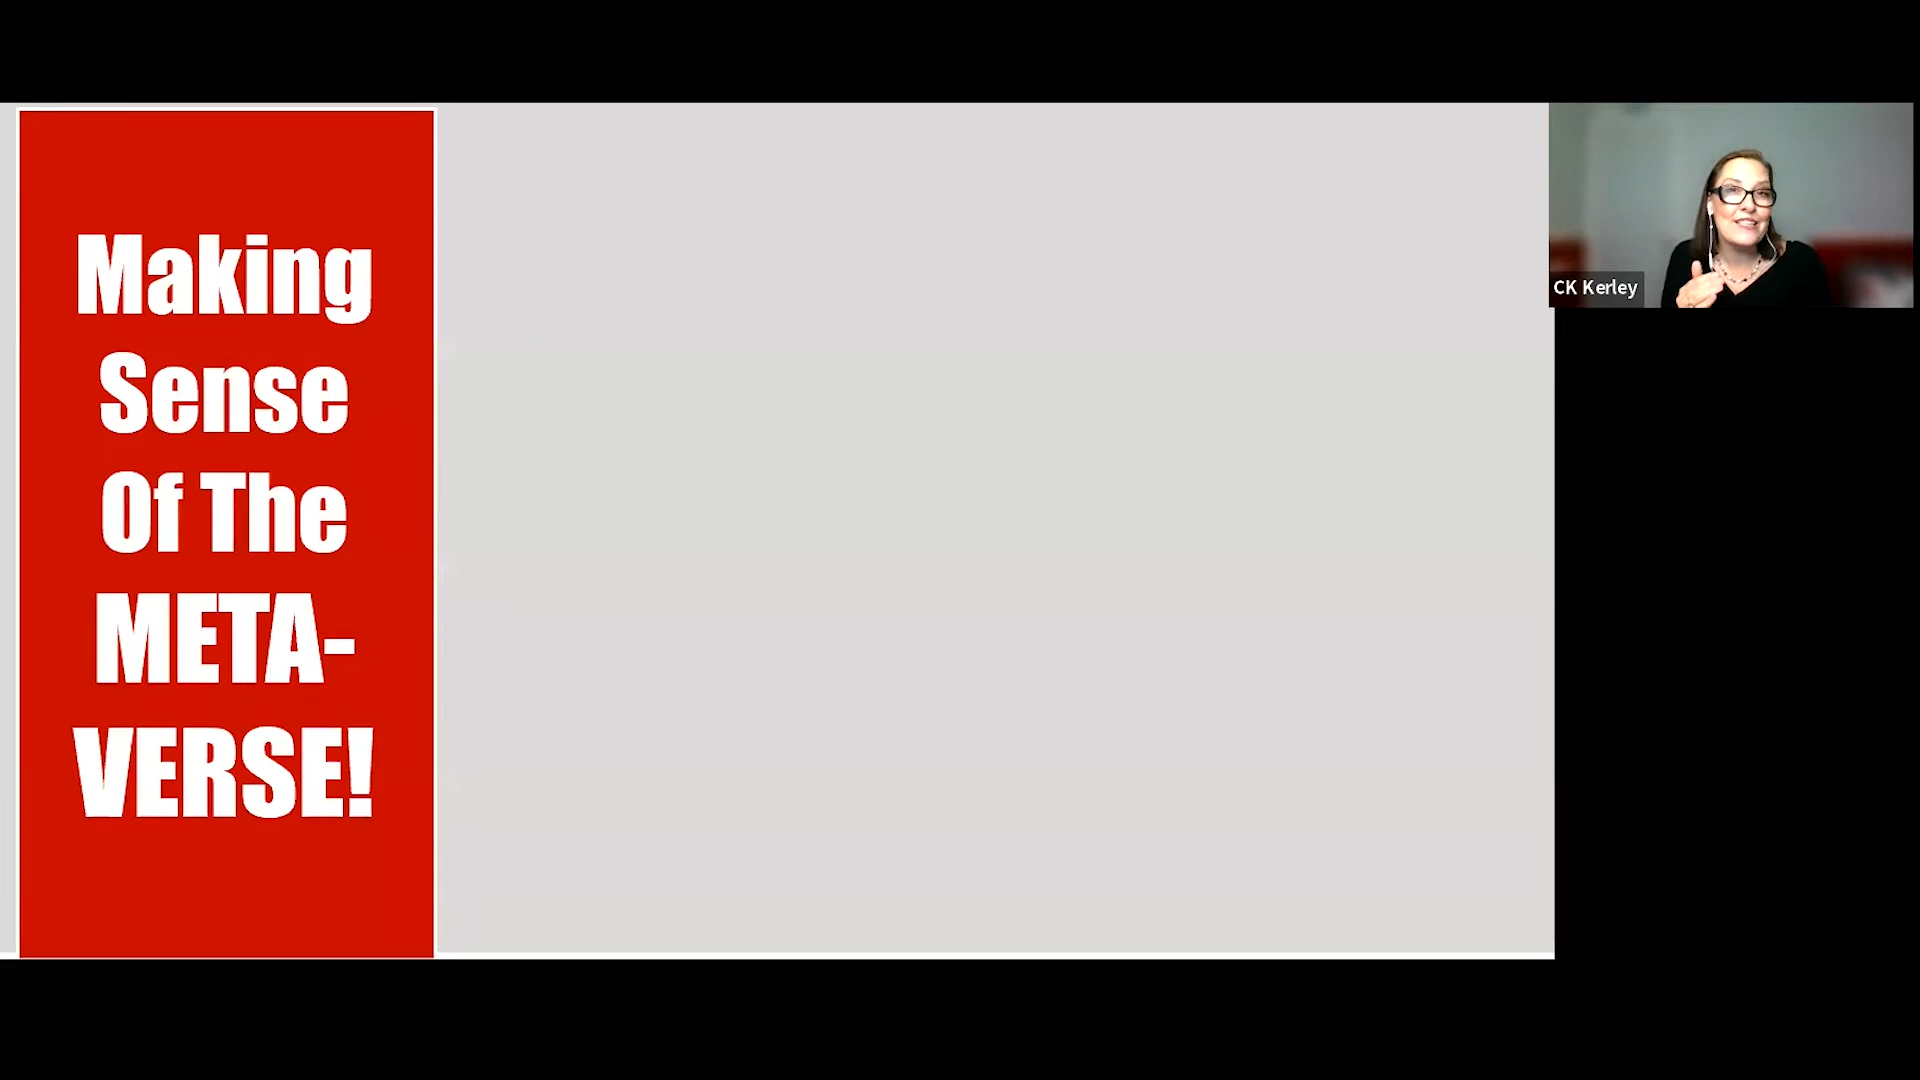 Making
Sense
Of The
META-
VERSE!
CK Kerley